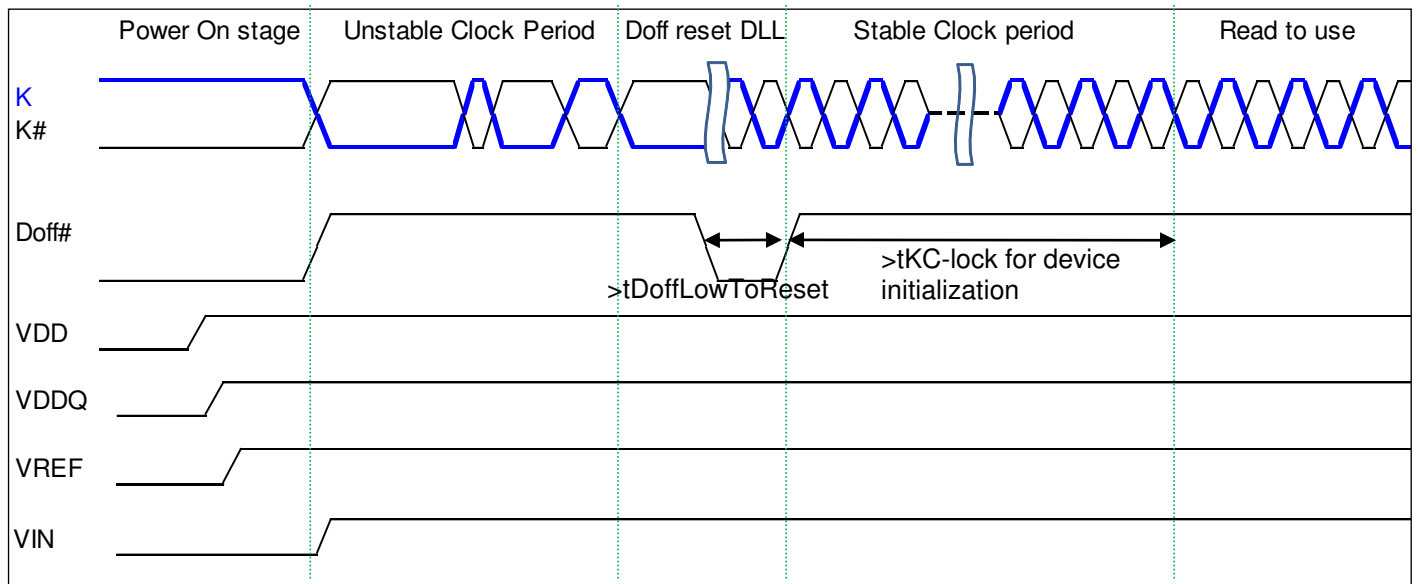 Power On stage
Unstable Clock Period
Doff reset DLL
Stable Clock period
Read to use
K
K#
Doff#
>tDoffLowToReset
>tKC-lock for device
initialization
VDD
VDDQ
VREF
VIN